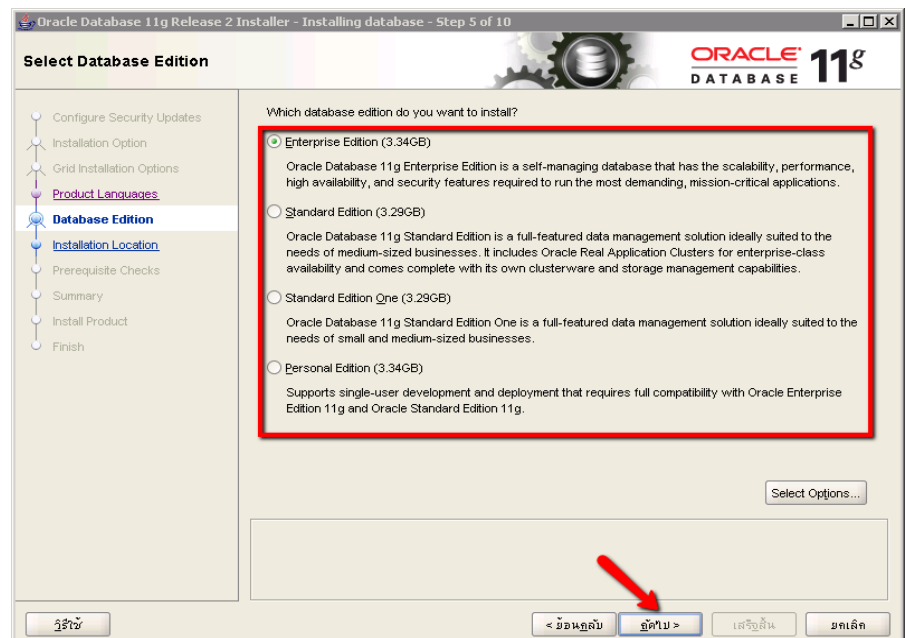 Oracle Database 11g Release 2 Installer - Installing database - Step 5 of 10
Select Database Edition
ORACLE
DATABASE
11g
Configure Security Updates
Installation Option
Grid Installation Options
Product Languages
Database Edition
Installation Location
Prerequisite Checks
Summary
Install Product
Finish
Which database edition do you want to install?
Enterprise Edition (3.34GB)
Oracle Database 11g Enterprise Edition is a self-managing database that has the scalability, performance,
high availability, and security features required to run the most demanding, mission-critical applications.
Standard Edition (3.29GB)
Oracle Database 11g Standard Edition is a full-featured data management solution ideally suited to the
needs of medium-sized businesses. It includes Oracle Real Application Clusters for enterprise-class
availability and comes complete with its own clusterware and storage management capabilities.
Standard Edition One (3.29GB)
Oracle Database 11g Standard Edition One is a full-featured data management solution ideally suited to the
needs of small and medium-sized businesses.
Personal Edition (3.34GB)
Supports single-user development and deployment that requires full compatibility with Oracle Enterprise
Edition 11g and Oracle Standard Edition 11g.
Select Options...
วิธีใช้
< ย้อนกลับ
ถัดไป >
เสร็จสิ้น
ยกเลิก